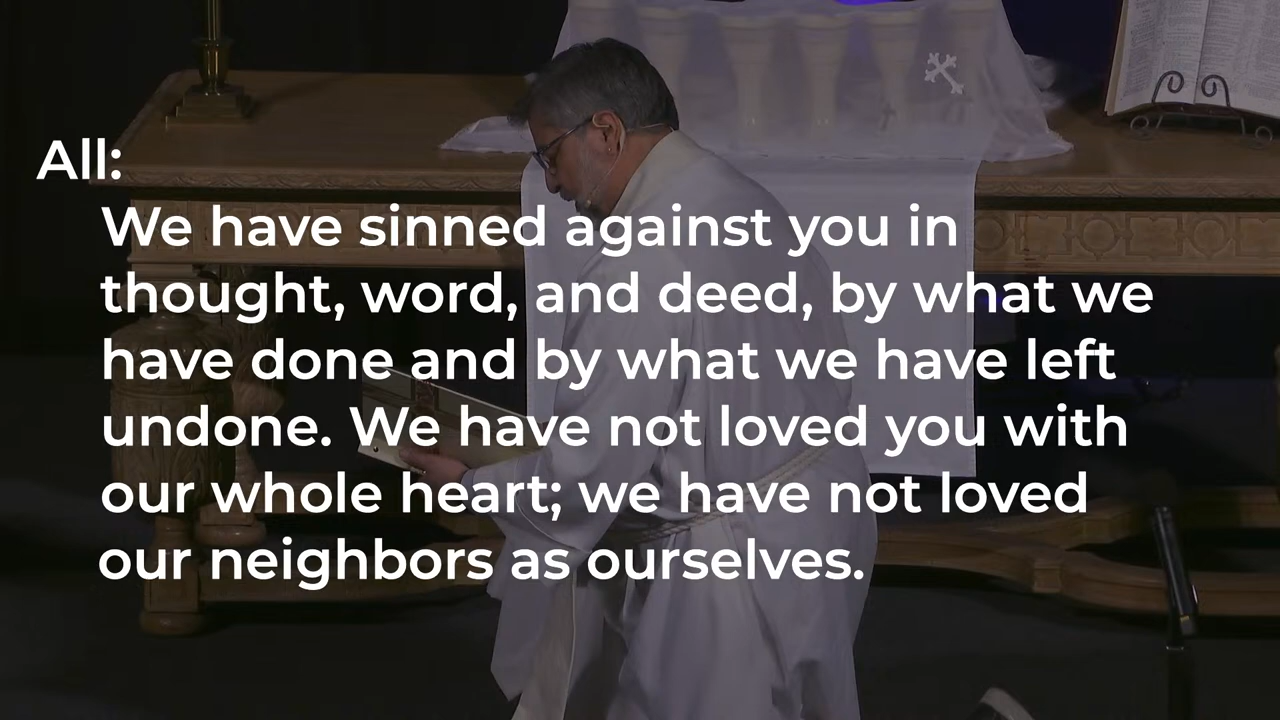 All:
We have sinned against you in
thought, word, and deed, by what we
have done and by what we have left
undone. We have not loved you with
our whole heart; we have not loved
our neighbors as ourselves.